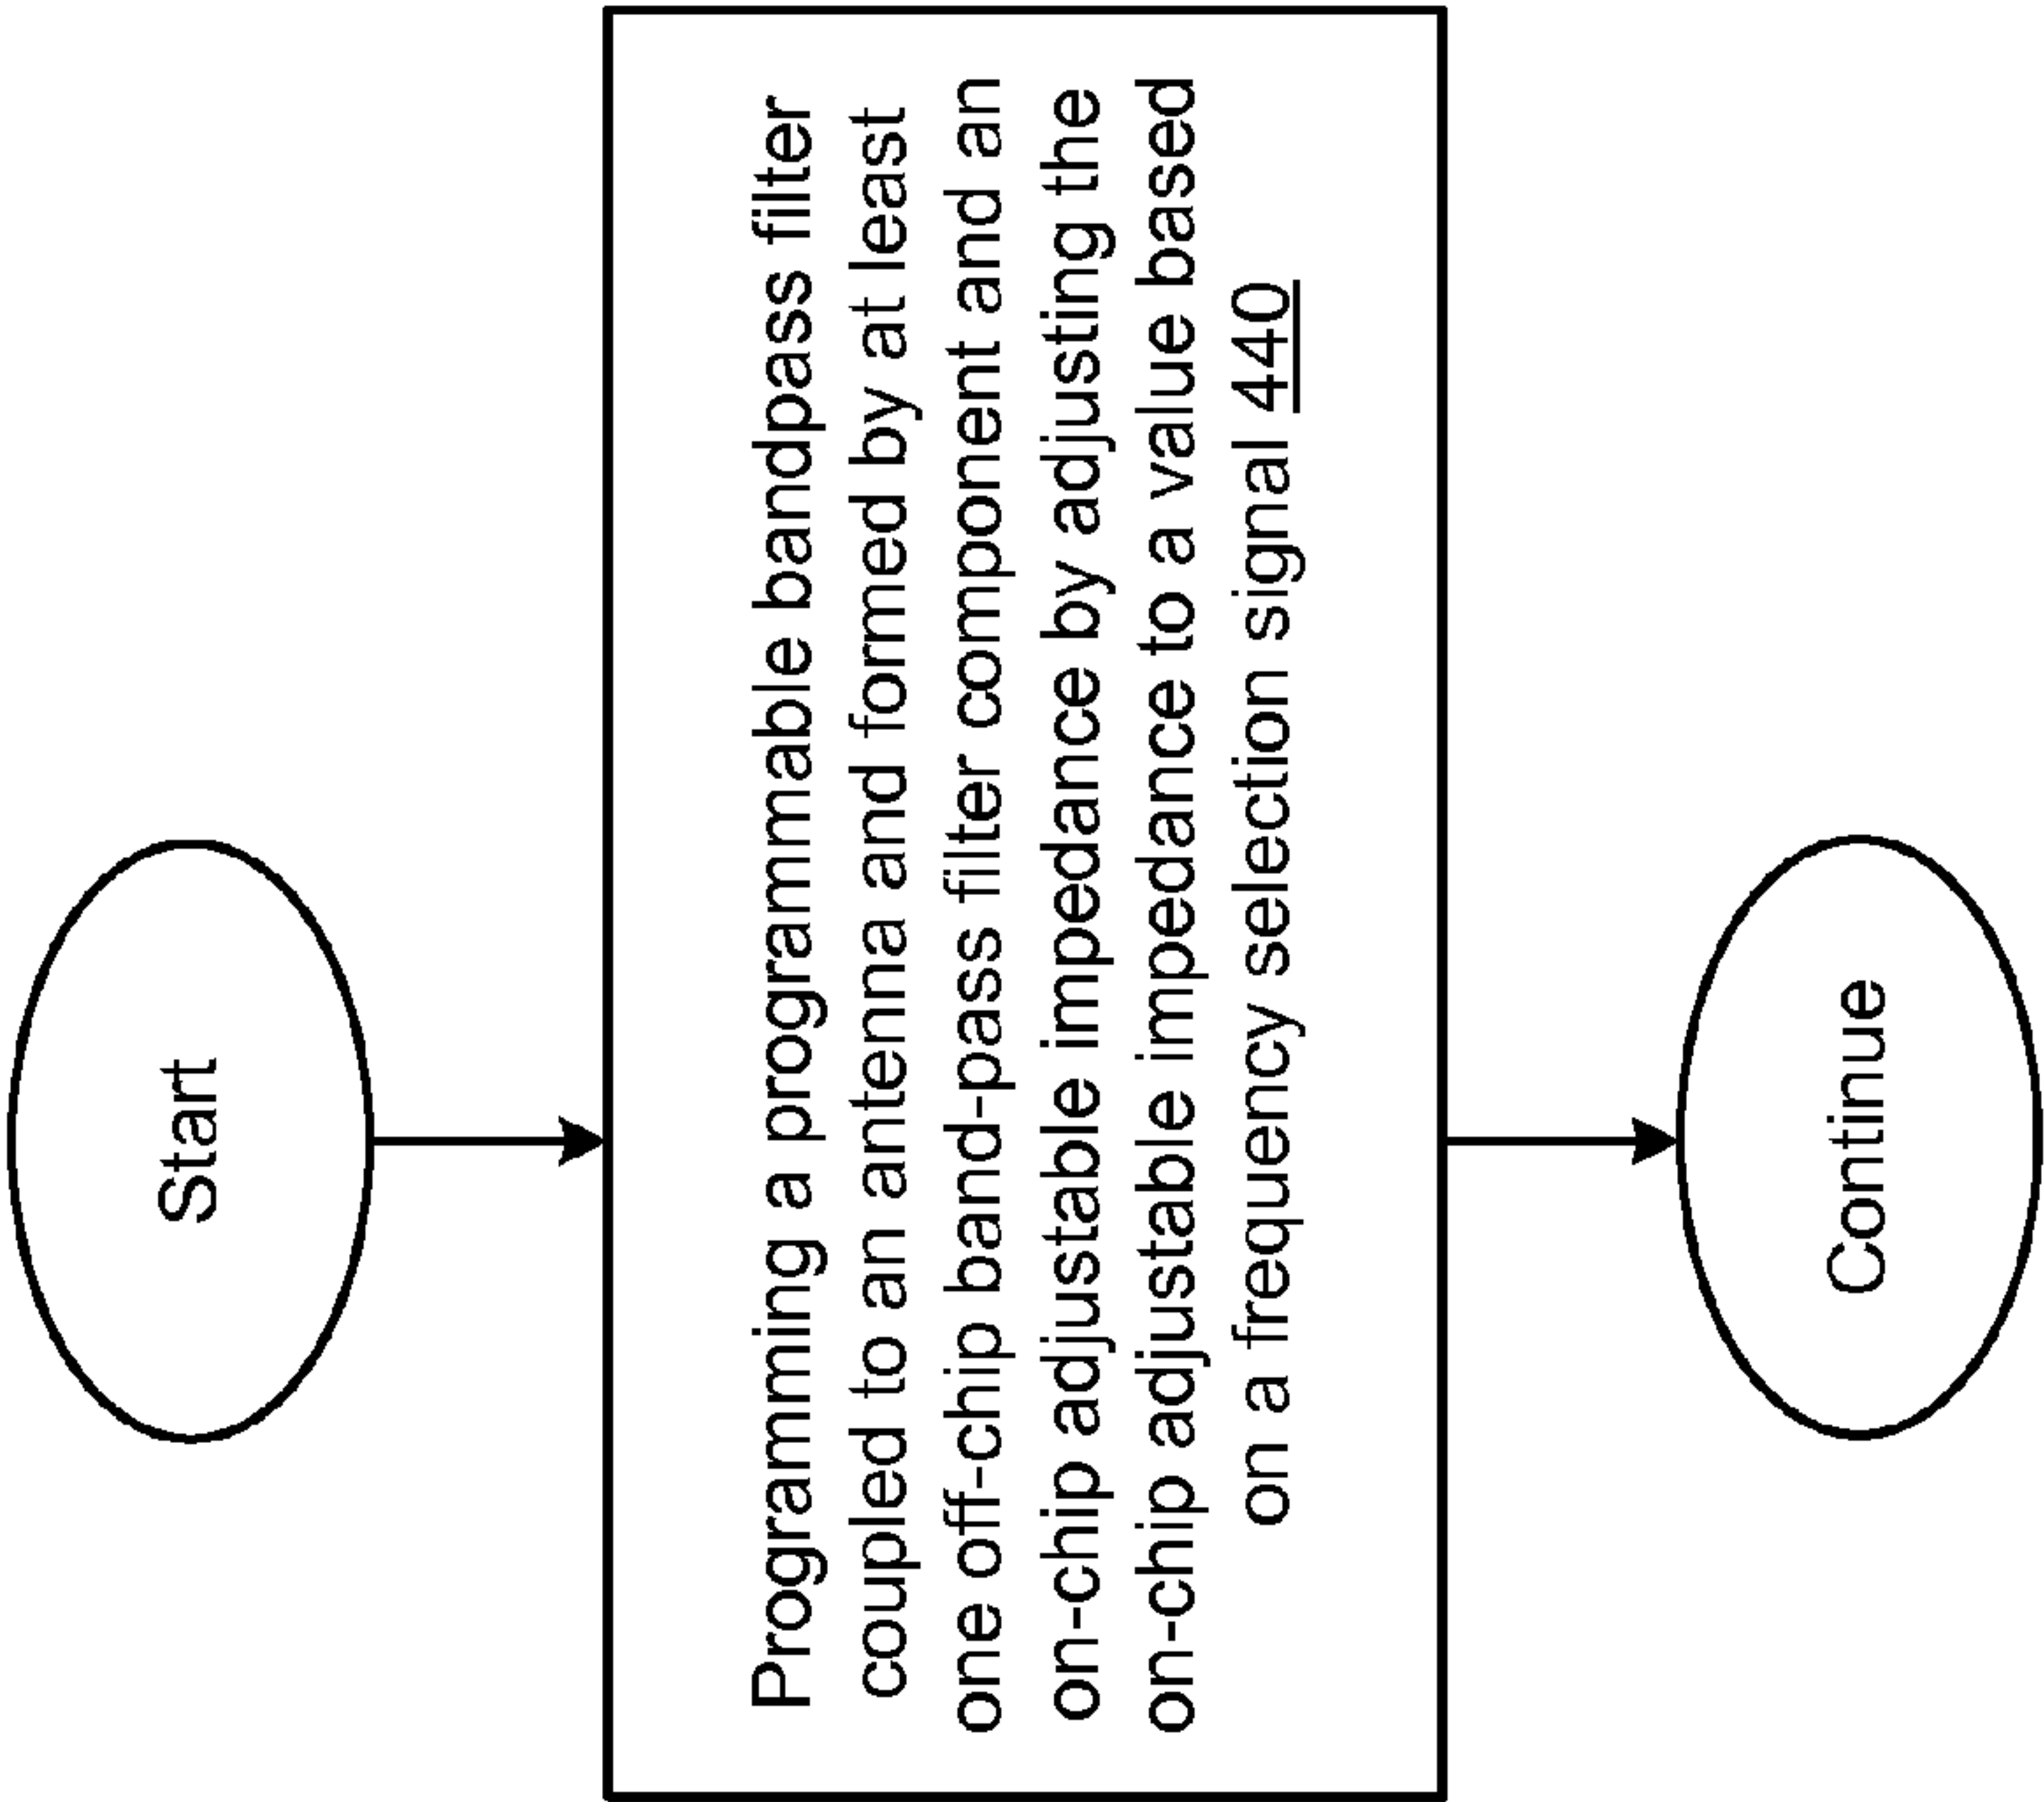 Start
Programming a programmable bandpass filter
coupled to an antenna and formed by at least
one off-chip band-pass filter component and an
on-chip adjustable impedance by adjusting the
on-chip adjustable impedance to a value based
on a frequency selection signal 440
Continue